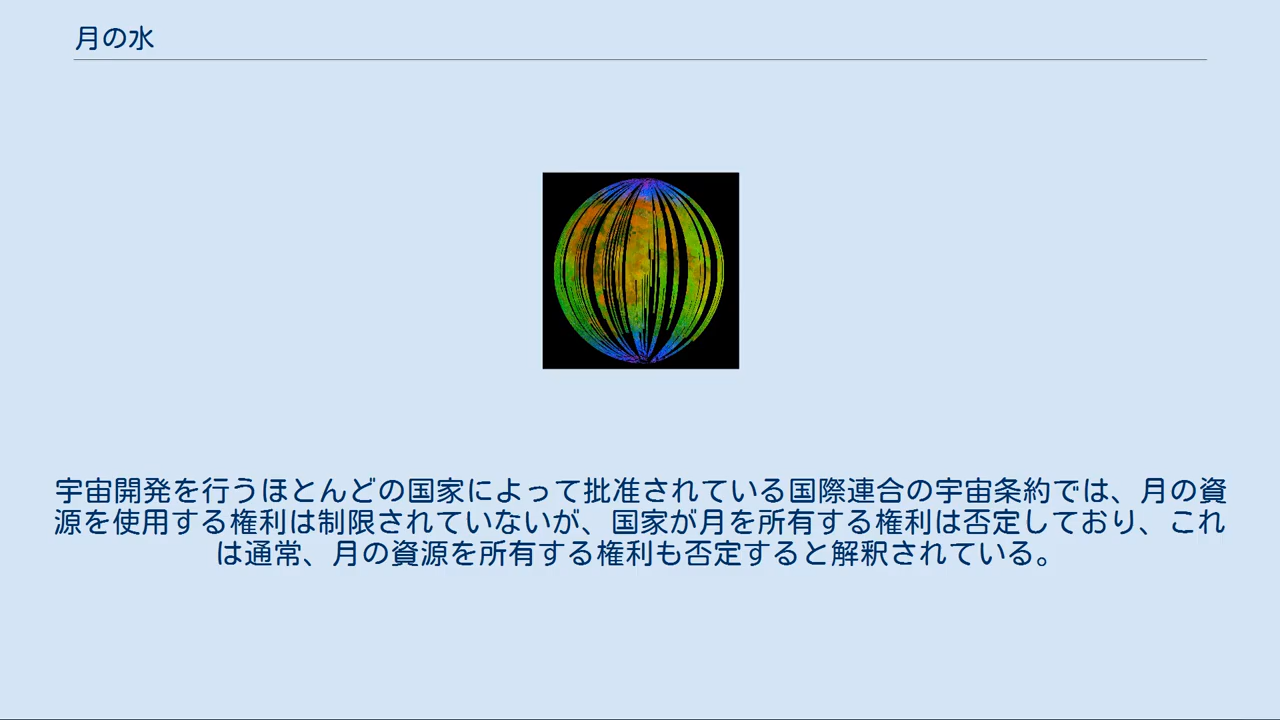 月の水
宇宙開発を行うほとんどの国家によって批准されている国際連合の宇宙条約では、月の資
源を使用する権利は制限されていないが、国家が月を所有する権利は否定しており、これ
は通常、月の資源を所有する権利も否定すると解釈されている。